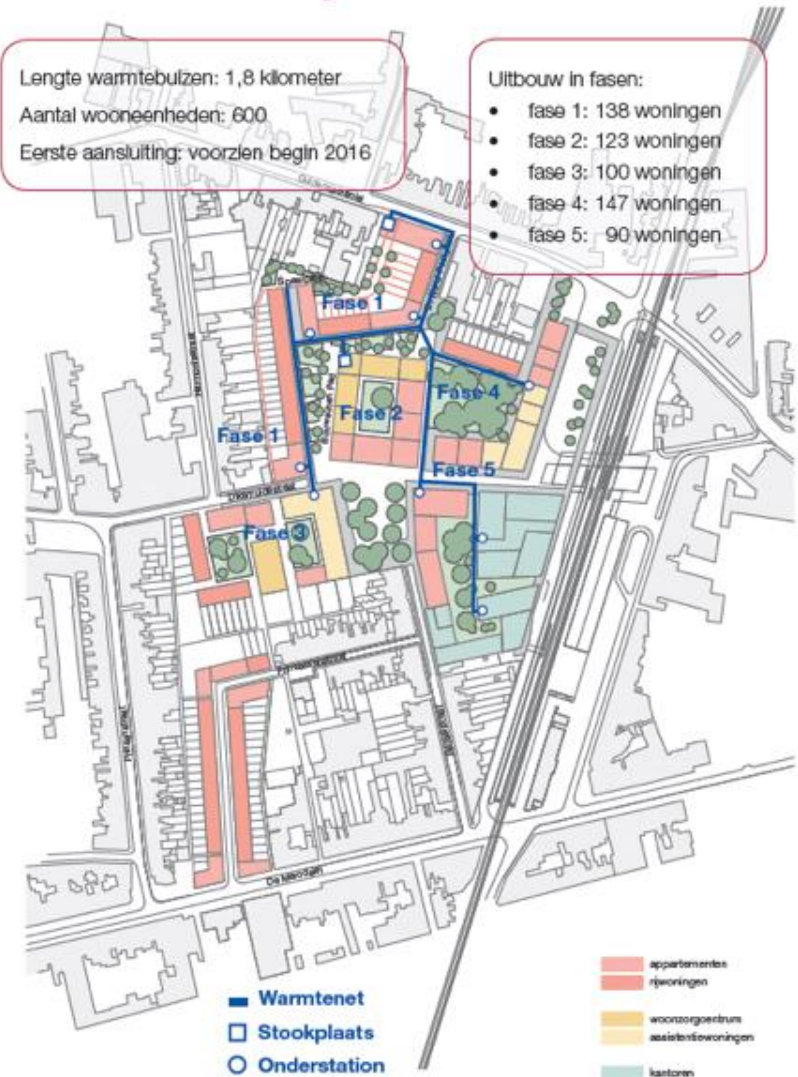 Lengte warmtebuizen: 1,8 kilometer
Aantal wooneenheden: 600
Eerste aansluiting: voorzien begin 2016
Uitbouw in fasen:
• fase 1: 138 woningen
• fase 2: 123 woningen
• fase 3: 100 woningen
• fase 4: 147 woningen
• fase 5: 90 woningen
Fase 1
Fase 4
Fase 2
Fase 1
Fase 5
Fase 3
Warmtenet
Stookplaats
Onderstation
appartementen
rijwoningen
woonzorgcentrum
assistentiewoningen
kantoren